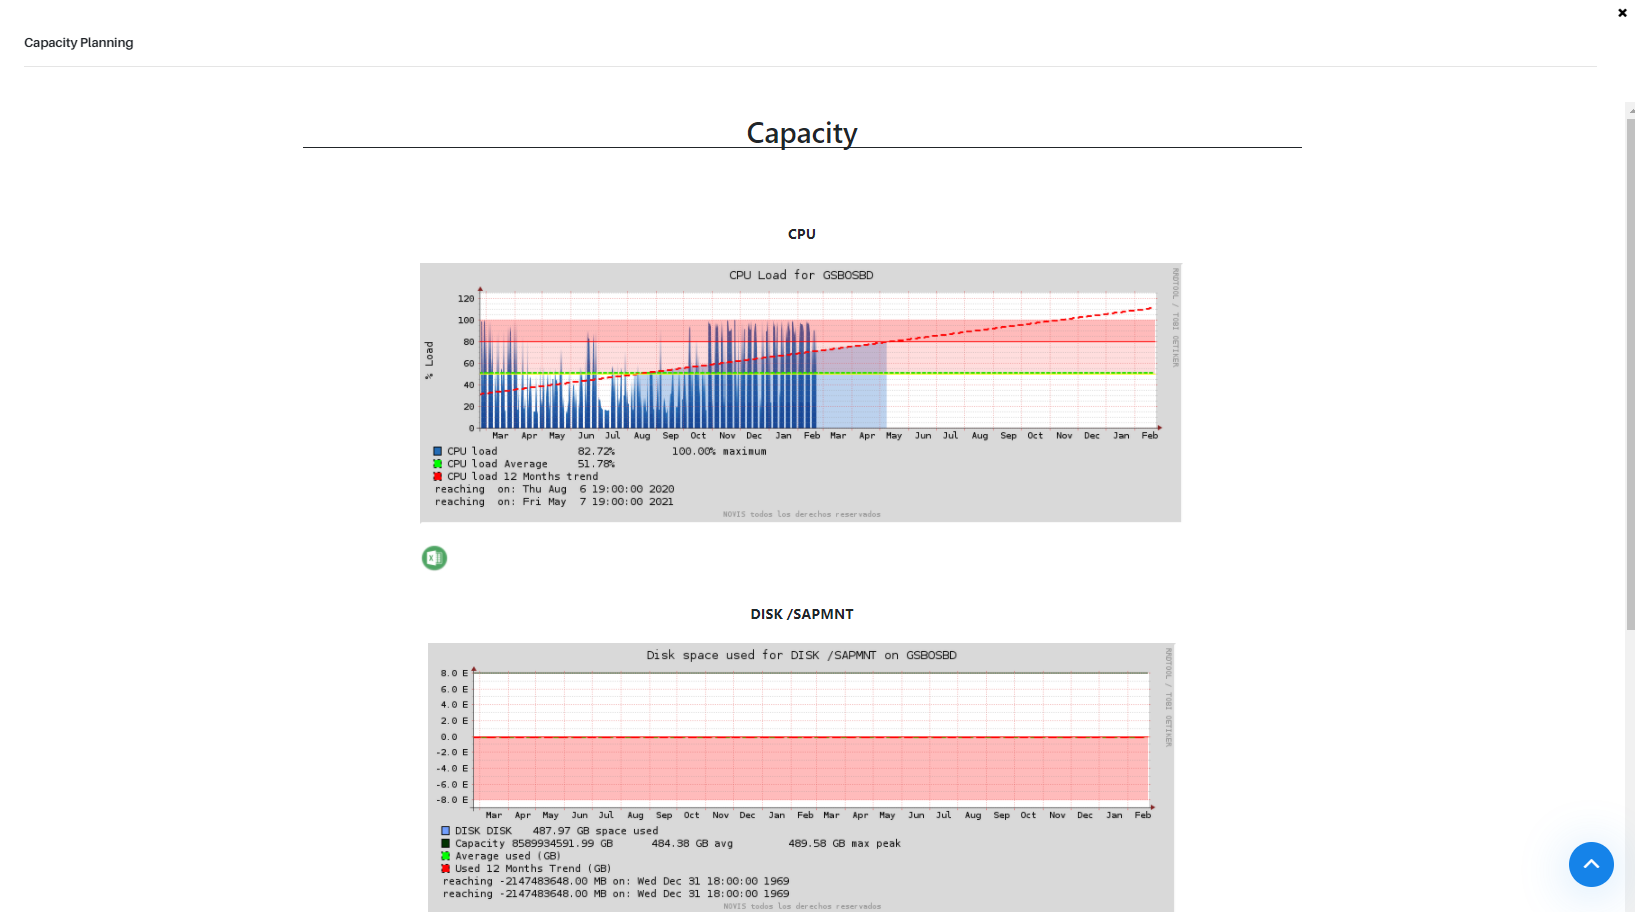 Capacity Planning
Capacity
CPU
CPU Load for GSBOSBD
RRDTOOL / TOBI OETIKER
% Load
120
100
80
60
40
20
0
Mar Apr May Jun Jul Aug Sep Oct Nov Dec Jan Feb Mar Apr May Jun Jul Aug Sep Oct Nov Dec Jan Feb
CPU load 82.72% 100.00% maximum
CPU load Average 51.78%
CPU load 12 Months trend
reaching on: Thu Aug 6 19:00:00 2020
reaching on: Fri May 7 19:00:00 2021
NOVIS todos los derechos reservados
DISK /SAPMNT
Disk space used for DISK /SAPMNT on GSBOSBD
RRDTOOL / TOBI OETIKER
8.0 E
6.0 E
4.0 E
2.0 E
0.0
-2.0 E
-4.0 E
-6.0 E
-8.0 E
Mar Apr May Jun Jul Aug Sep Oct Nov Dec Jan Feb Mar Apr May Jun Jul Aug Sep Oct Nov Dec Jan Feb
DISK DISK 487.97 GB space used
Capacity 8589934591.99 GB 484.38 GB avg 489.58 GB max peak
Average used (GB)
Used 12 Months Trend (GB)
reaching -2147483648.00 MB on: Wed Dec 31 18:00:00 1969
reaching -2147483648.00 MB on: Wed Dec 31 18:00:00 1969
NOVIS todos los derechos reservados